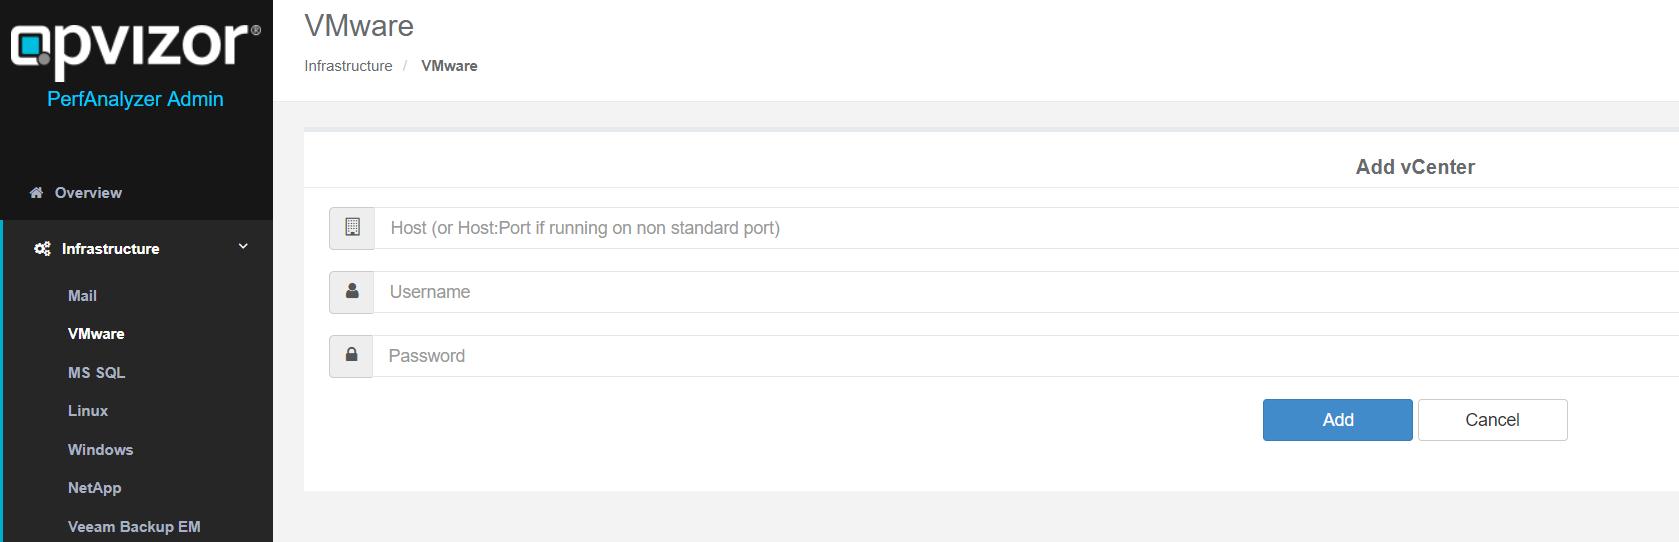 opvizor®
PerfAnalyzer Admin
Overview
Infrastructure
Mail
VMware
MS SQL
Linux
Windows
NetApp
Veeam Backup EM
VMware
Infrastructure / VMware
Add vCenter
Host (or Host:Port if running on non standard port)
Username
Password
Add Cancel